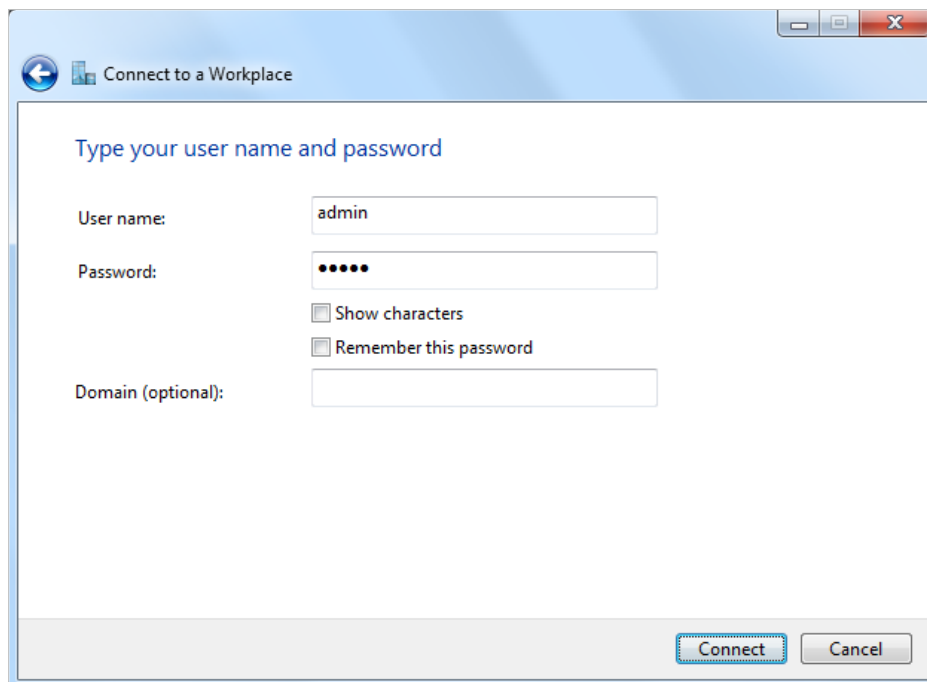 Connect to a Workplace
Type your user name and password
User name:
admin
Password:
•••••
Show characters
Remember this password
Domain (optional):
Connect
Cancel